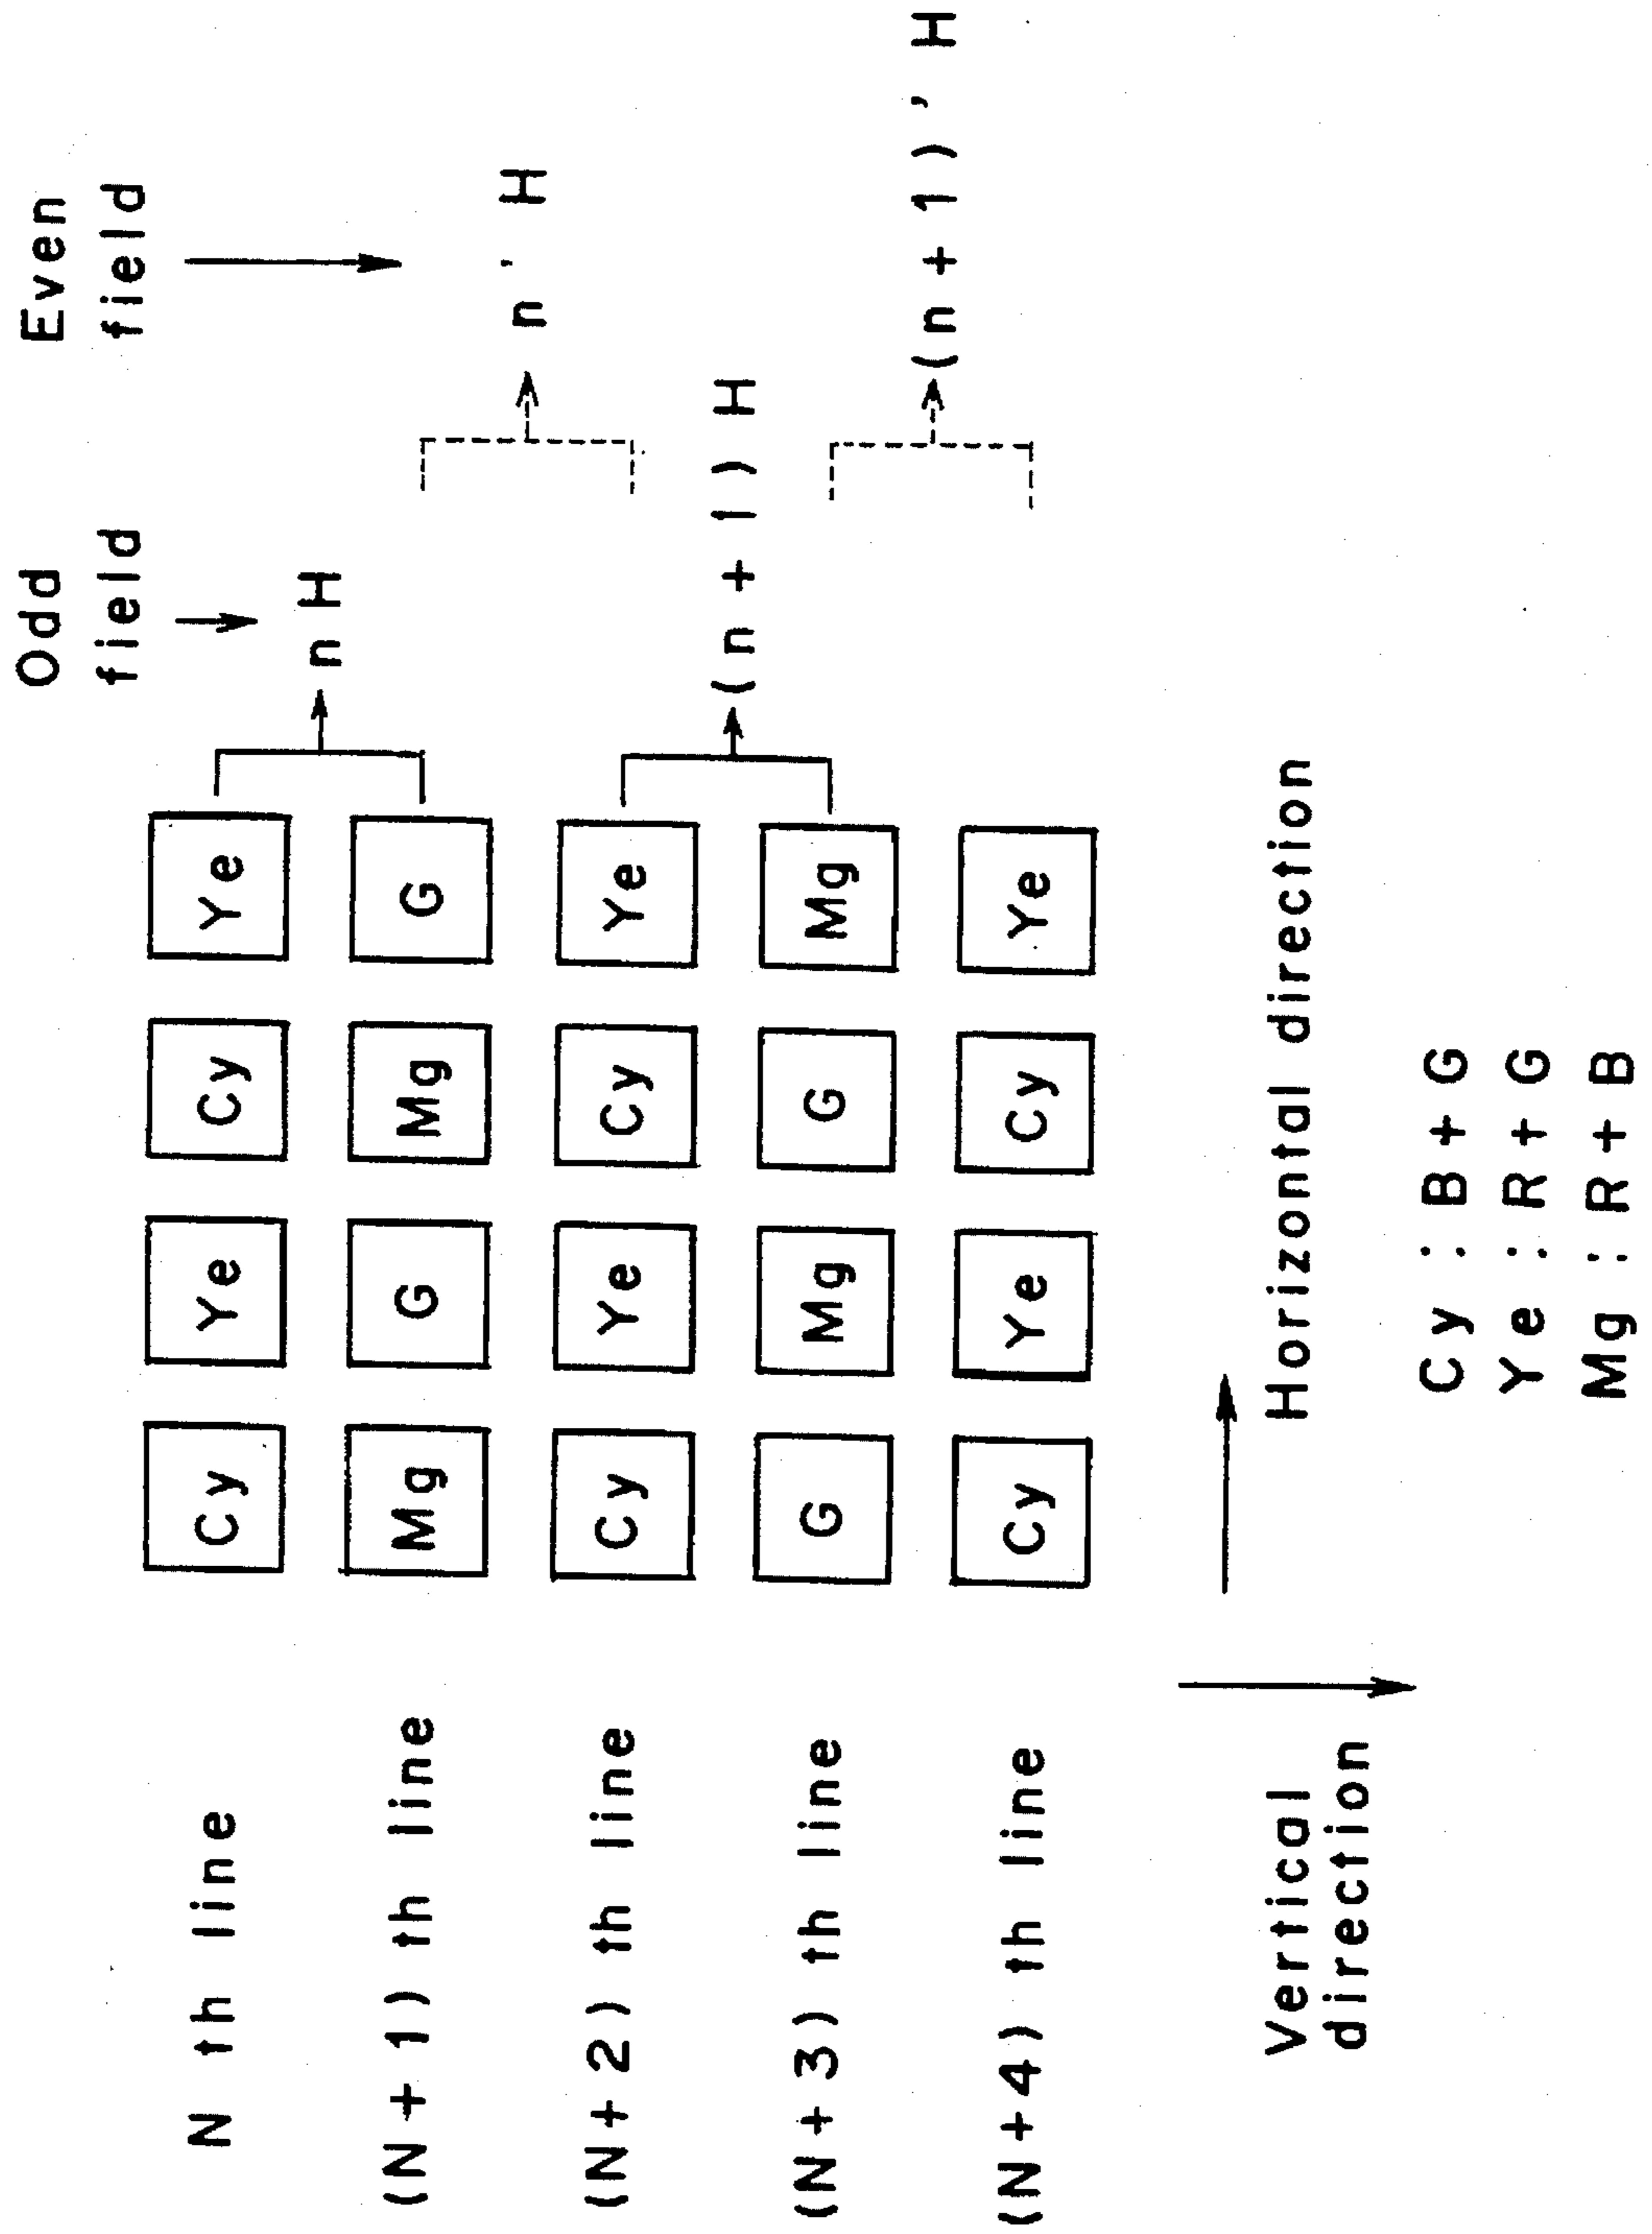 Odd field
Even field
N th line Cy Ye Cy Ye n H
(N+1) th line Mg G Mg G n ' H
(N+2) th line Cy Ye Cy Ye (n+1) H
(N+3) th line G Mg G Mg (n+1)' H
(N+4) th line Cy Ye Cy Ye
Vertical direction
Horizontal direction
Cy : B+G
Ye : R+G
Mg : R+B